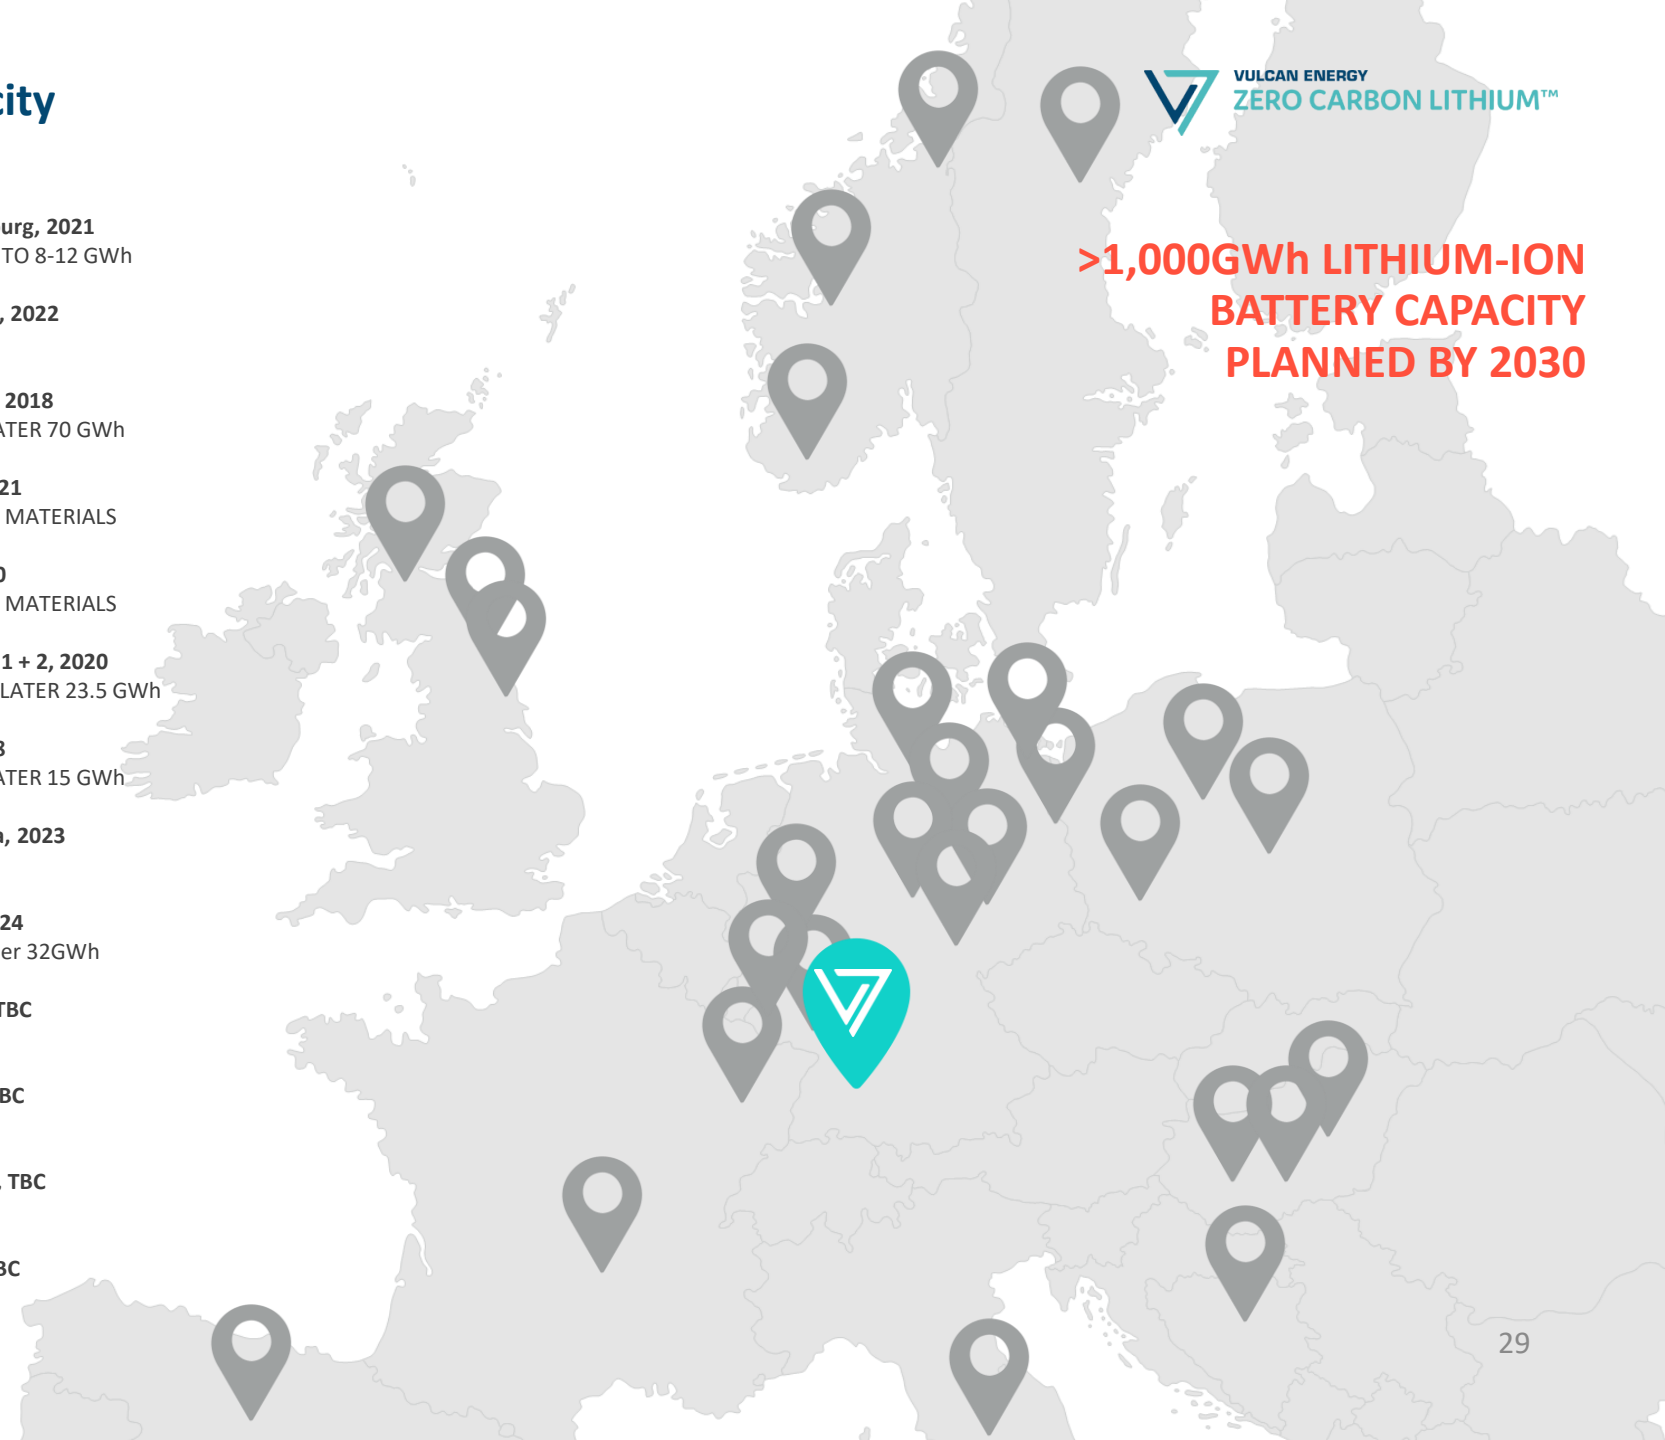 city
VULCAN ENERGY
ZERO CARBON LITHIUM™
urg, 2021
TO 8-12 GWh
, 2022
2018
ATER 70 GWh
21
MATERIALS
0
MATERIALS
1 + 2, 2020
LATER 23.5 GWh
3
ATER 15 GWh
a, 2023
24
er 32GWh
TBC
BC
, TBC
BC
>1,000GWh LITHIUM-ION
BATTERY CAPACITY
PLANNED BY 2030
29